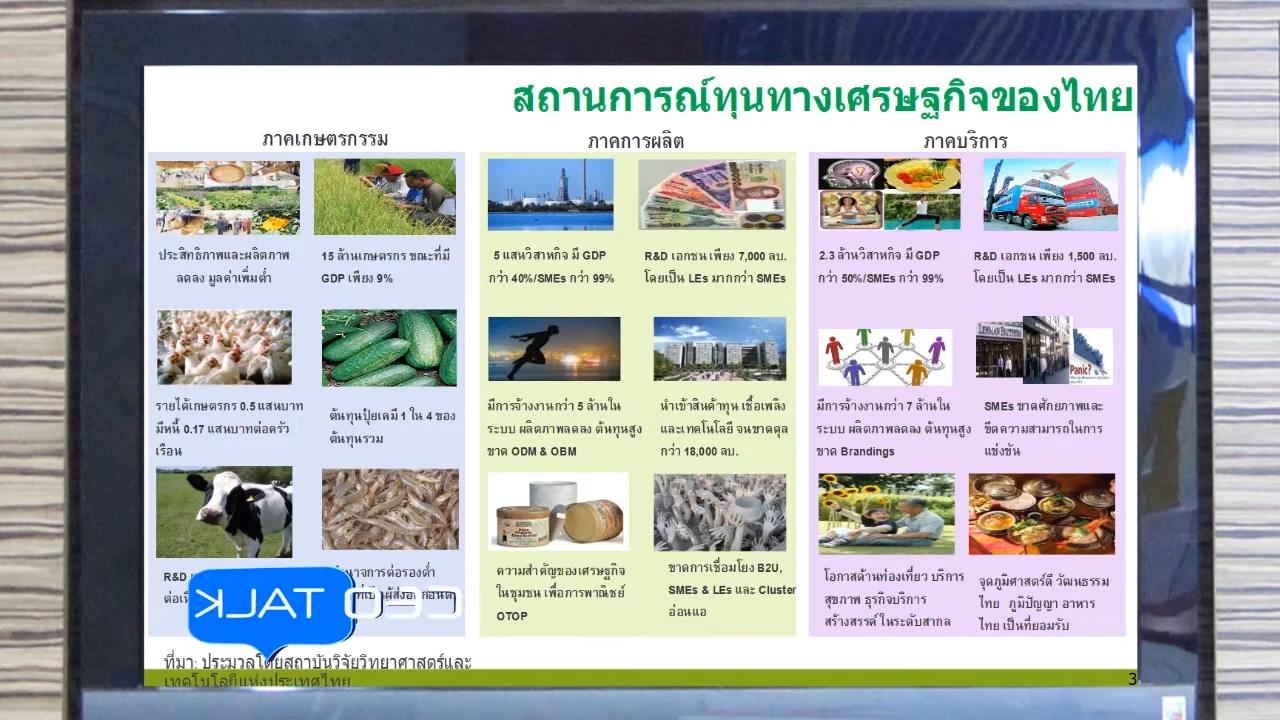 สถานการณ์ทุนทางเศรษฐกิจของไทย
ภาคเกษตรกรรม
ประสิทธิภาพและผลิตภาพ
ลดลง มูลค่าเพิ่มต่ำ
15 ล้านเกษตรกร ขณะที่มี
GDP เพียง 9%
รายได้เกษตรกร 0.5 แสนบาท
มีหนี้ 0.17 แสนบาทต่อครัว
เรือน
ต้นทุนปุ๋ยเคมี 1 ใน 4 ของ
ต้นทุนรวม
R&D
ต่อ
จการต่อรองต่ำ
ภาคการผลิต
5 แสนวิสาหกิจ มี GDP
กว่า 40%/SMEs กว่า 99%
R&D เอกชน เพียง 7,000 ลบ.
โดยเป็น LEs มากกว่า SMEs
มีการจ้างงานกว่า 5 ล้านใน
ระบบ ผลิตภาพลดลง ต้นทุนสูง
ขาด ODM & OBM
นำเข้าสินค้าทุน เชื้อเพลิง
และเทคโนโลยี จนขาดดุล
กว่า 18,000 ลบ.
ความสำคัญของเศรษฐกิจ
ในชุมชน เพื่อการพาณิชย์
OTOP
ขาดการเชื่อมโยง B2U,
SMEs & LEs และ Cluster
อ่อนแอ
ภาคบริการ
2.3 ล้านวิสาหกิจ มี GDP
กว่า 50%/SMEs กว่า 99%
R&D เอกชน เพียง 1,500 ลบ.
โดยเป็น LEs มากกว่า SMEs
LEHMAN BROTHERS
Panic?
มีการจ้างงานกว่า 7 ล้านใน
ระบบ ผลิตภาพลดลง ต้นทุนสูง
ขาด Brandings
SMEs ขาดศักยภาพและ
ขีดความสามารถในการ
แข่งขัน
โอกาสด้านท่องเที่ยว บริการ
สุขภาพ ธุรกิจบริการ
สร้างสรรค์ ในระดับสากล
จุดภูมิศาสตร์ดี วัฒนธรรม
ไทย ภูมิปัญญา อาหาร
ไทย เป็นที่ยอมรับ
CEO TALK
ที่มา: ประมวลโดยสถาบันวิจัยวิทยาศาสตร์และ
เทคโนโลยีแห่งประเทศไทย
3